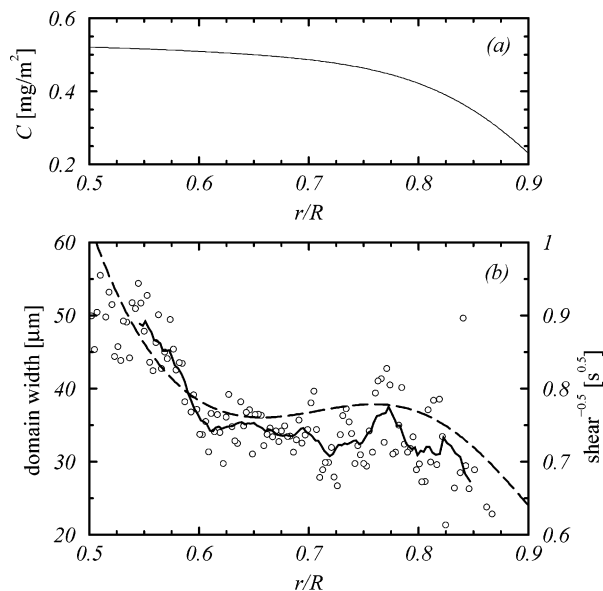 0.6
(a)
C [mg/m²]
0.4
0.2
0.5 0.6 0.7 0.8 0.9
r/R
60 1
(b)
50 0.9
domain width [µm]
40 0.8
shear⁻⁰·⁵ [s⁰·⁵]
30 0.7
20 0.6
0.5 0.6 0.7 0.8 0.9
r/R